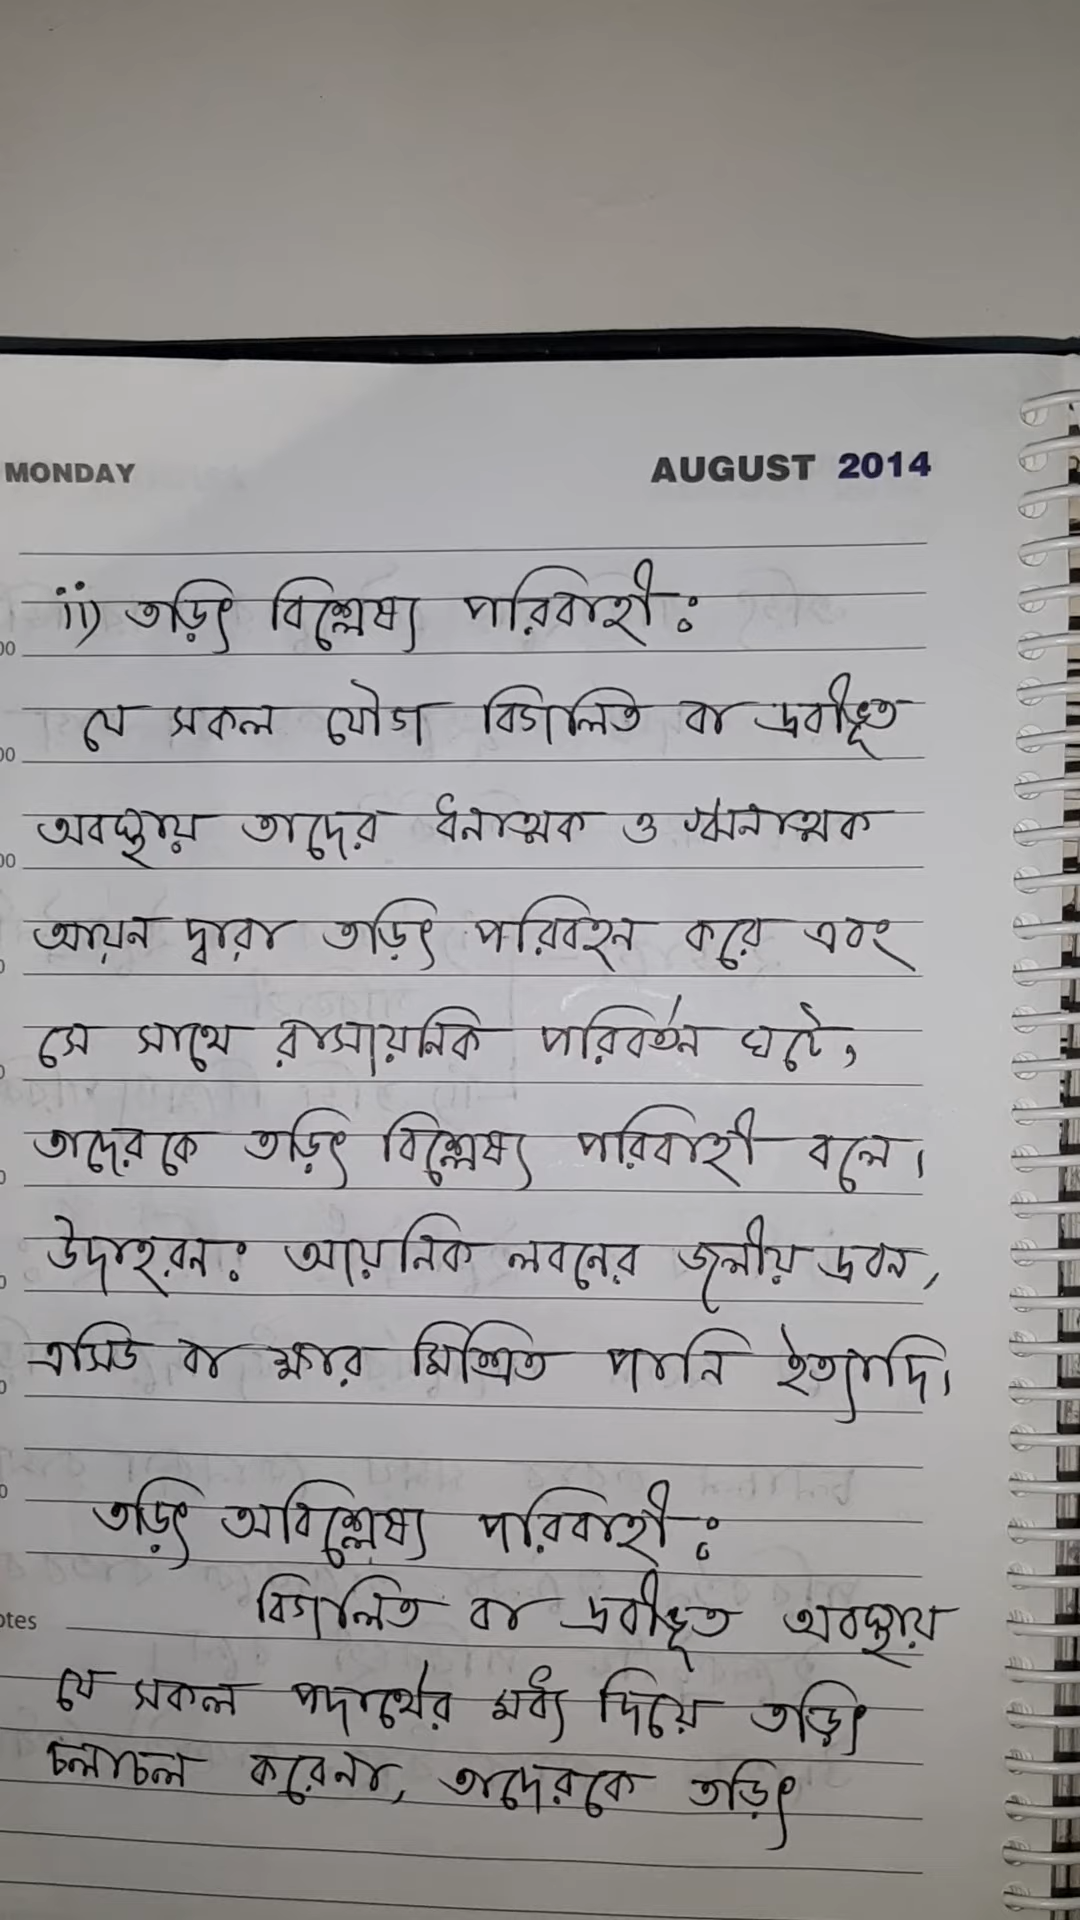 MONDAY AUGUST 2014
ii) তড়িৎ বিশ্লেষ্য পরিবাহী:
যে সকল যৌগ বিগলিত বা দ্রবীভূত
অবস্থায় তাদের ধনাত্মক ও ঋনাত্মক
আয়ন দ্বারা তড়িৎ পরিবহন করে এবং
সে সাথে রাসায়নিক পরিবর্তন ঘটে,
তাদেরকে তড়িৎ বিশ্লেষ্য পরিবাহী বলে।
উদাহরন: আয়নিক লবনের জলীয় দ্রবন,
এসিড বা ক্ষার মিশ্রিত পানি ইত্যাদি।
তড়িৎ অবিশ্লেষ্য পরিবাহী:
otes বিগলিত বা দ্রবীভূত অবস্থায়
যে সকল পদার্থের মধ্য দিয়ে তড়িৎ
চলাচল করেনা, তাদেরকে তড়িৎ